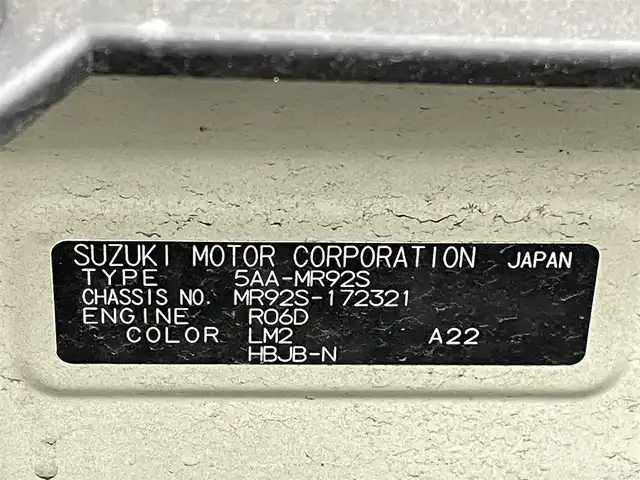 SUZUKI MOTOR CORPORATION JAPAN
TYPE 5AA-MR92S
CHASSIS NO. MR92S-172321
ENGINE R06D
COLOR LM2 A22
HBJB-N